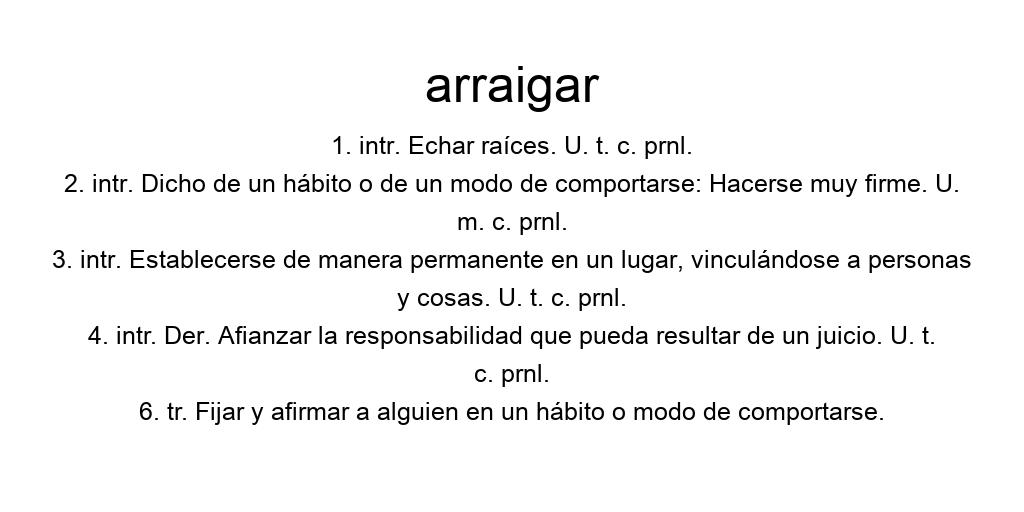 arraigar
1. intr. Echar raíces. U. t. c. prnl.
2. intr. Dicho de un hábito o de un modo de comportarse: Hacerse muy firme. U.
m. c. prnl.
3. intr. Establecerse de manera permanente en un lugar, vinculándose a personas
y cosas. U. t. c. prnl.
4. intr. Der. Afianzar la responsabilidad que pueda resultar de un juicio. U. t.
c. prnl.
6. tr. Fijar y afirmar a alguien en un hábito o modo de comportarse.